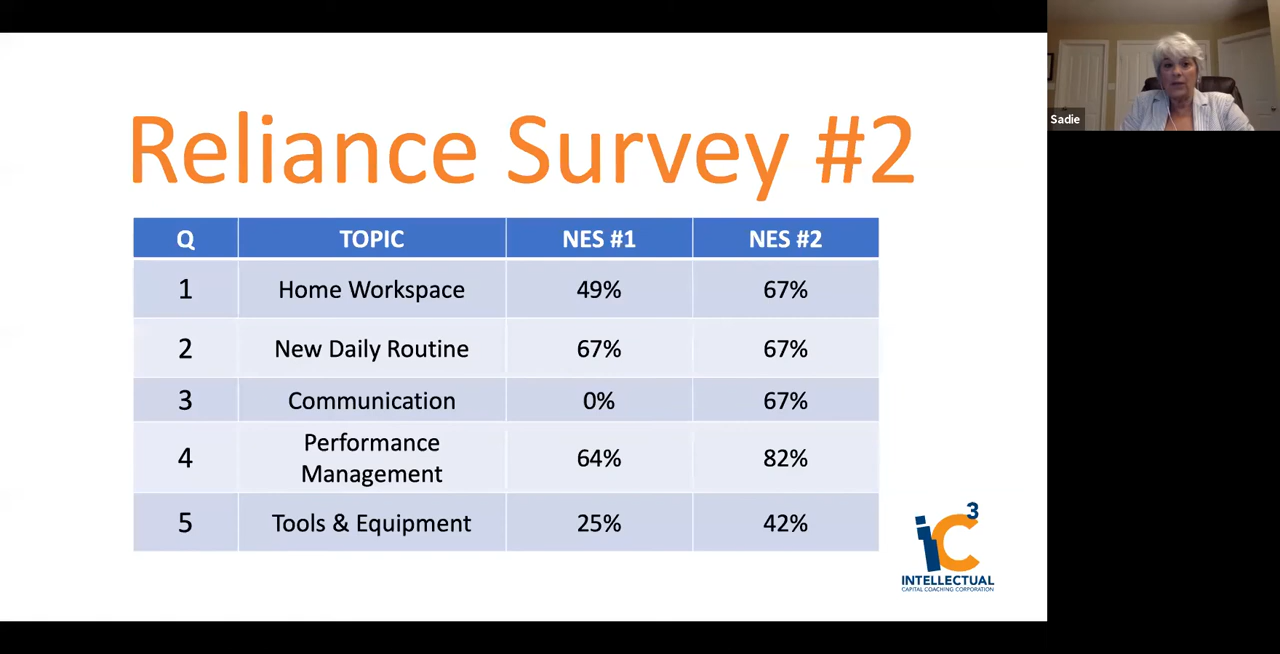 Reliance Survey #2
Q TOPIC NES #1 NES #2
1 Home Workspace 49% 67%
2 New Daily Routine 67% 67%
3 Communication 0% 67%
4 Performance Management 64% 82%
5 Tools & Equipment 25% 42%
iC3
INTELLECTUAL
CAPITAL COACHING CORPORATION
Sadie